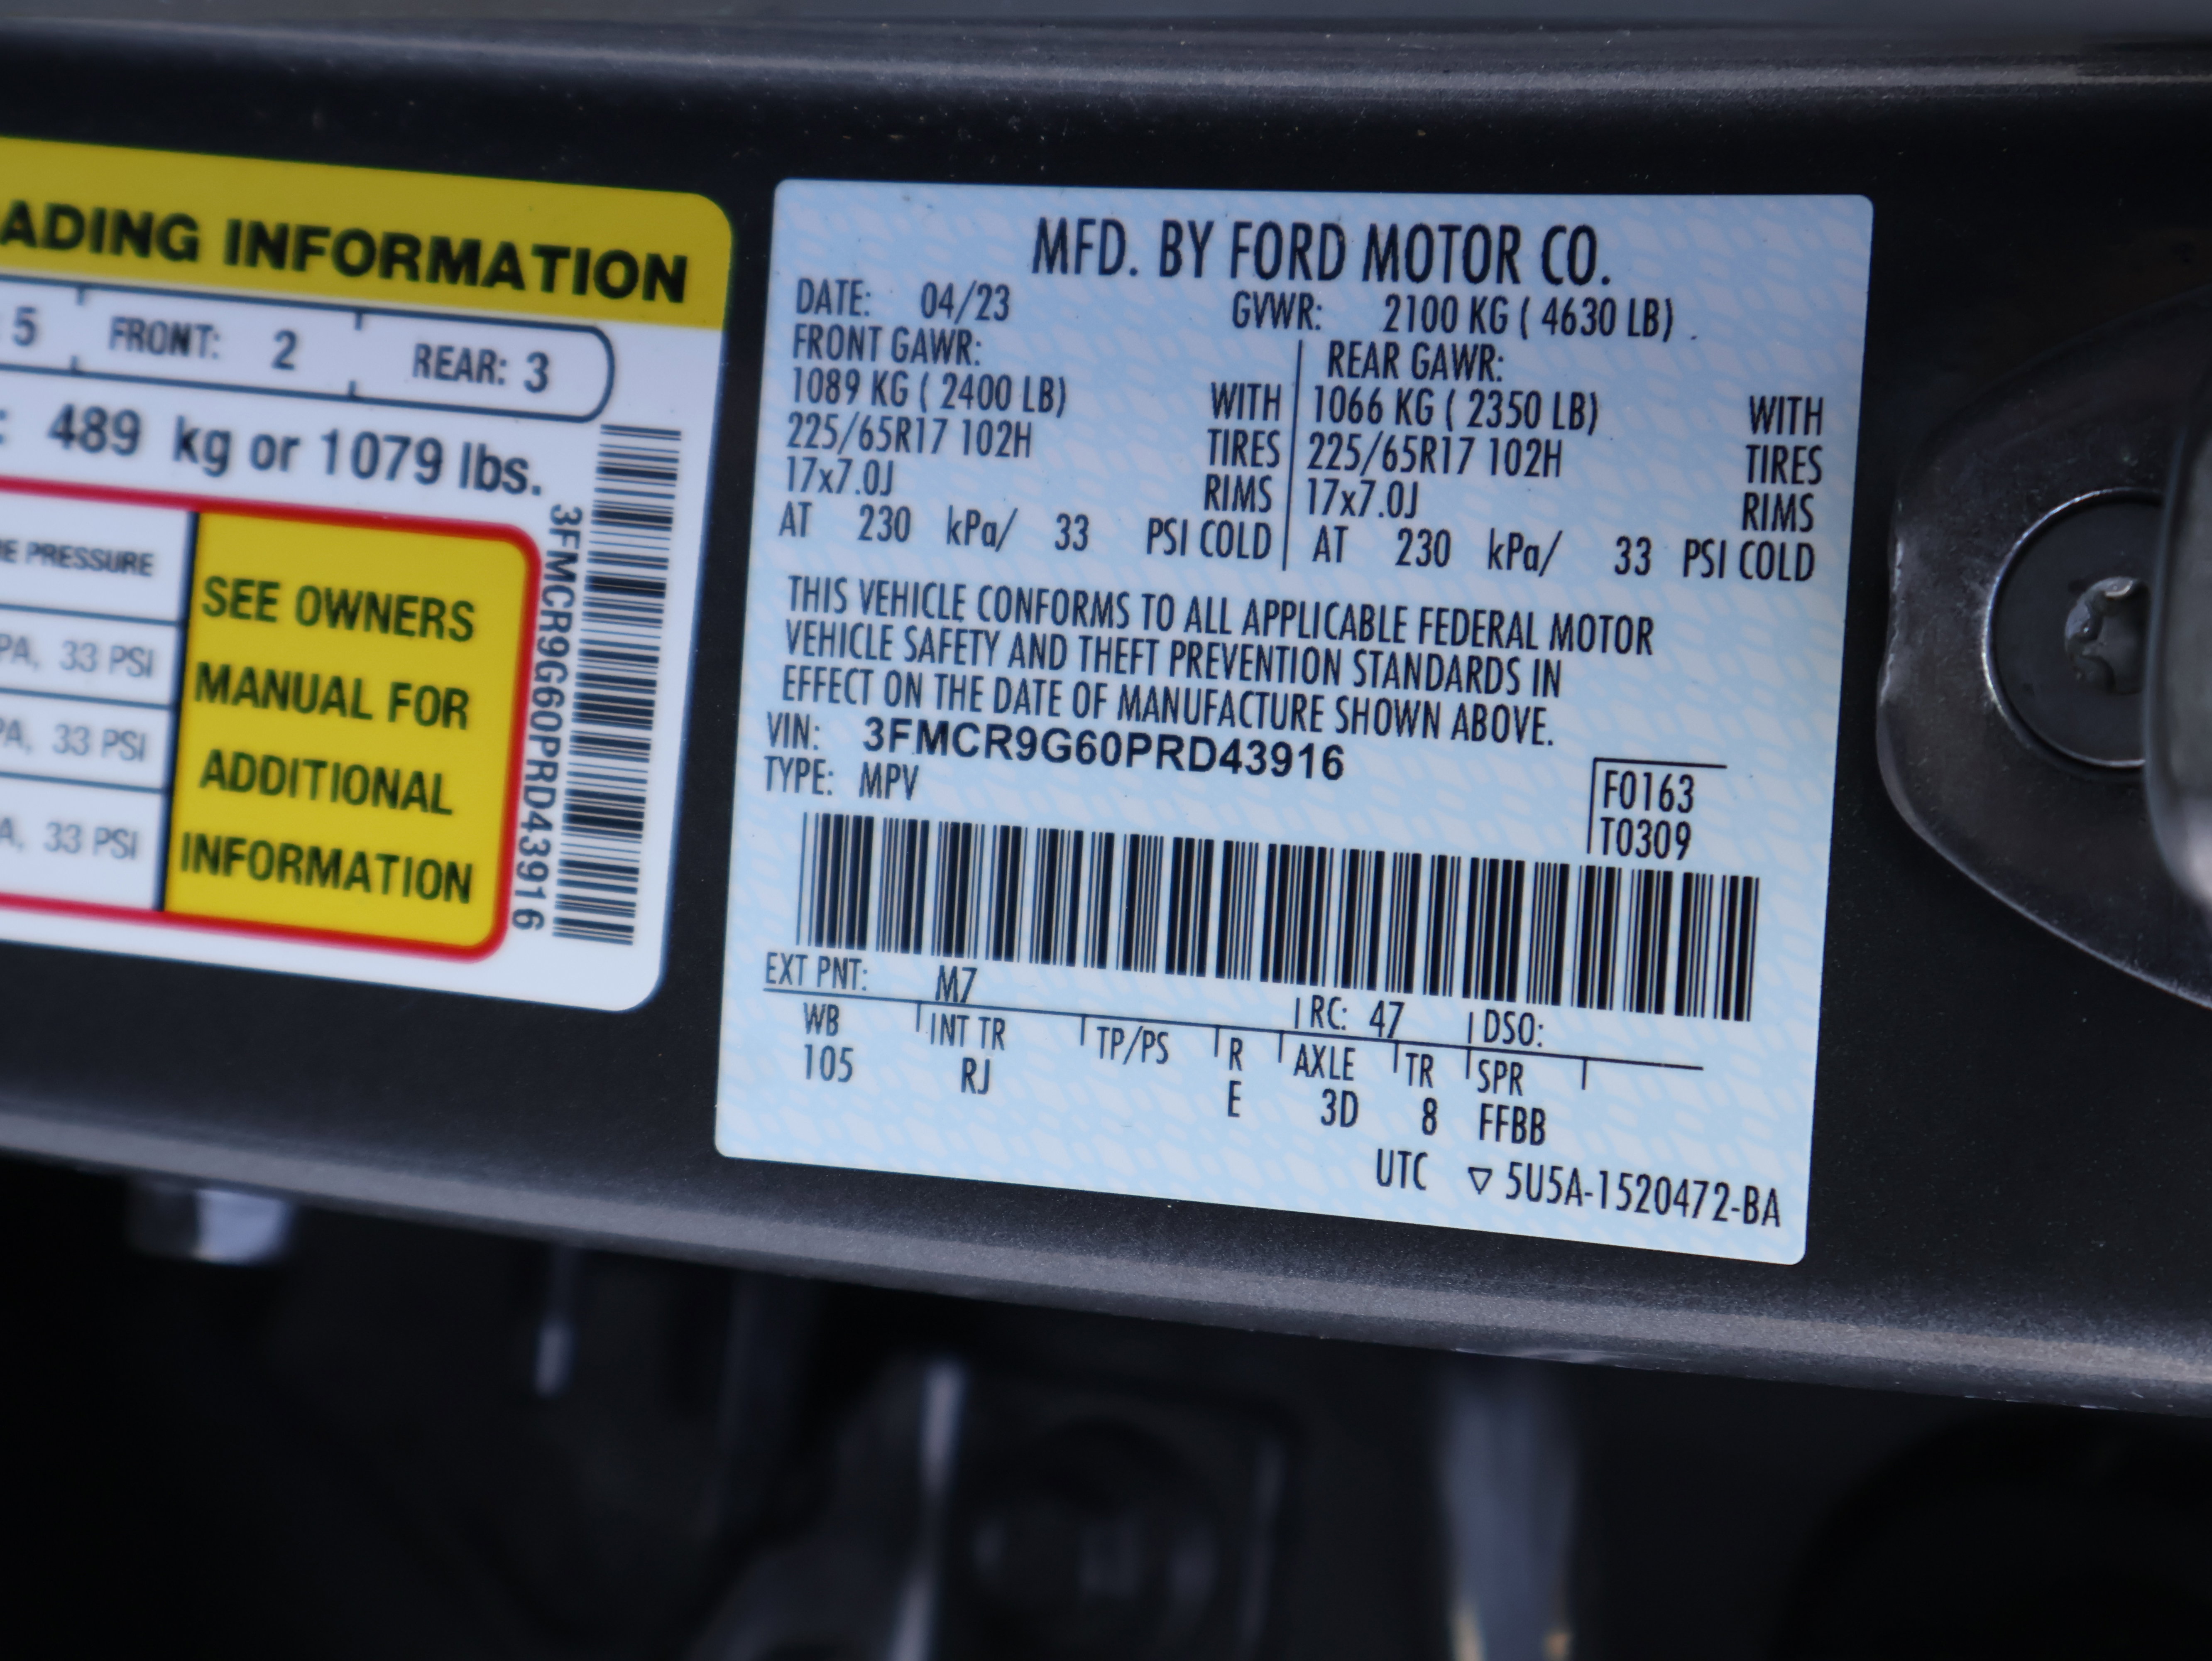 ADING INFORMATION
: 5 FRONT: 2 REAR: 3
: 489 kg or 1079 lbs.
E PRESSURE
PA, 33 PSI
PA, 33 PSI
A, 33 PSI
SEE OWNERS
MANUAL FOR
ADDITIONAL
INFORMATION
3FMCR9G60PRD43916
MFD. BY FORD MOTOR CO.
DATE: 04/23 GVWR: 2100 KG ( 4630 LB)
FRONT GAWR: REAR GAWR:
1089 KG ( 2400 LB) WITH 1066 KG ( 2350 LB) WITH
225/65R17 102H TIRES 225/65R17 102H TIRES
17x7.0J RIMS 17x7.0J RIMS
AT 230 kPa/ 33 PSI COLD AT 230 kPa/ 33 PSI COLD
THIS VEHICLE CONFORMS TO ALL APPLICABLE FEDERAL MOTOR
VEHICLE SAFETY AND THEFT PREVENTION STANDARDS IN
EFFECT ON THE DATE OF MANUFACTURE SHOWN ABOVE.
VIN: 3FMCR9G60PRD43916
TYPE: MPV
F0163
T0309
EXT PNT: M7 RC: 47 DSO:
WB INT TR TP/PS R AXLE TR SPR
105 RJ E 3D 8 FFBB
UTC ▽ 5U5A-1520472-BA